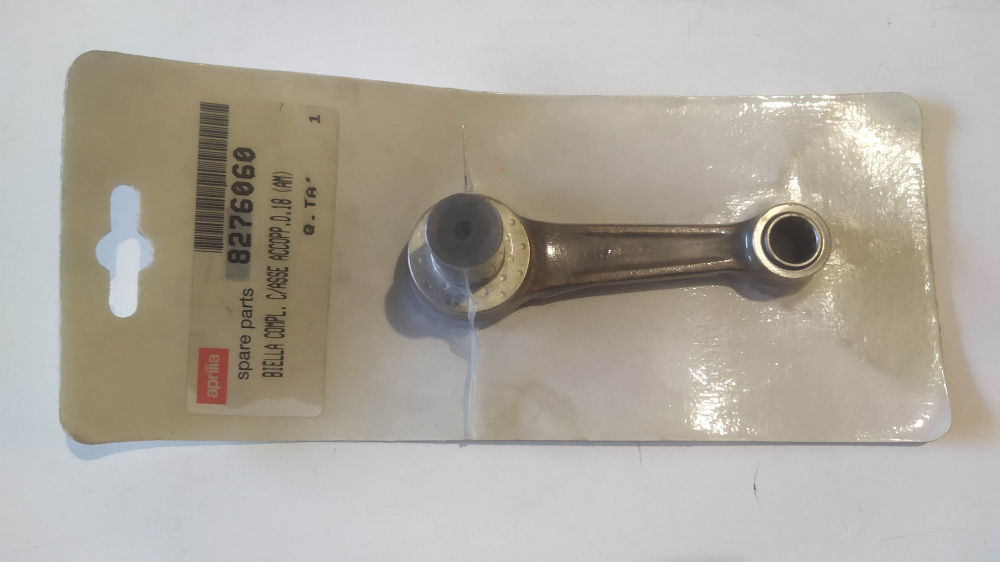 aprilia
spare parts 8276060
BIELLA COMPL. C/ASSE ACCOPP.D.18 (AM)
Q.TA' 1